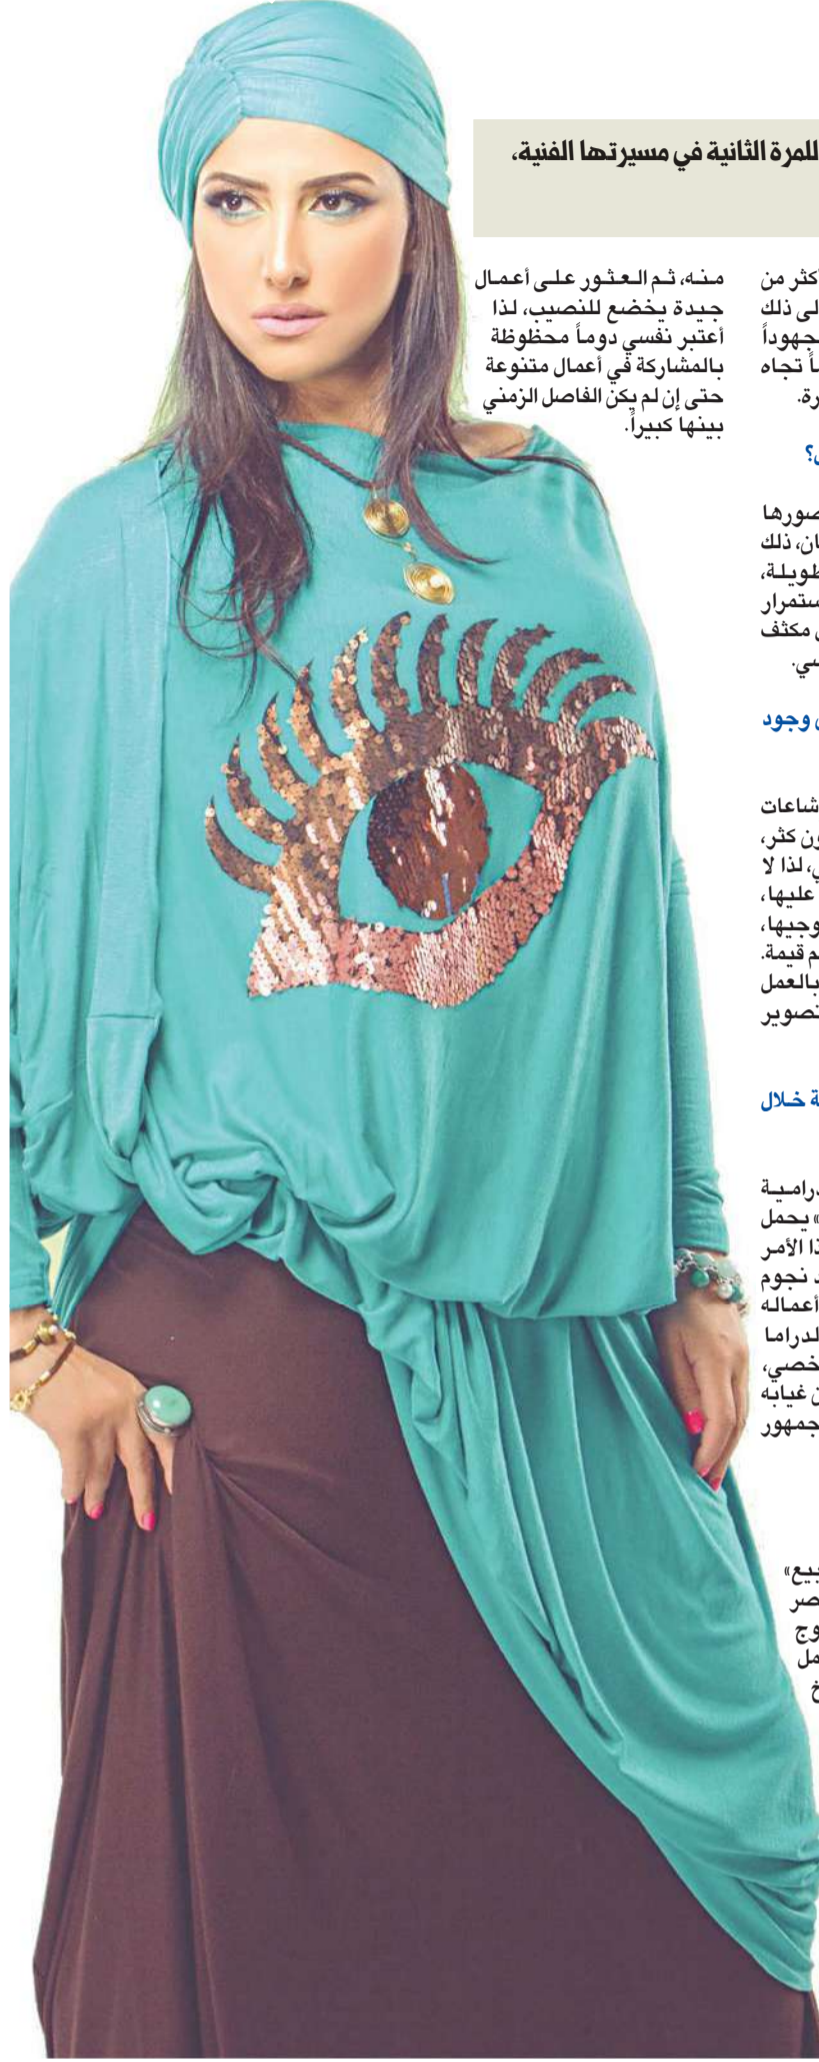 للمرة الثانية في مسيرتها الفنية،
كثر من
لى ذلك
جهوداً
ماً تجاه
رة.
صورها
ان، ذلك
طويلة،
ستمرار
مكثف
سي.
وجود
شاعات
ون كثر،
لذا لا
عليها،
وجيها،
م قيمة.
بالعمل
تصوير
ة خلال
درامية
» يحمل
ذا الأمر
د نجوم
أعماله
لدراما
خصي،
ن غيابه
جمهور
بيع»
صر
وج
مل
خ
منه، ثم العثور على أعمال
جيدة يخضع للنصيب، لذا
أعتبر نفسي دوماً محظوظة
بالمشاركة في أعمال متنوعة
حتى إن لم يكن الفاصل الزمني
بينها كبيراً.